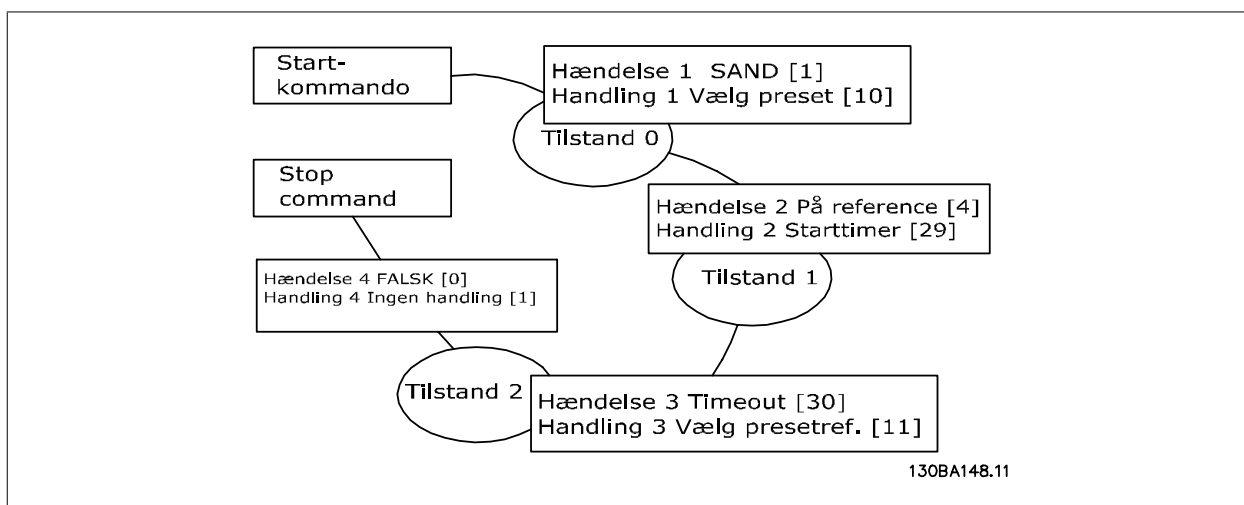 Start-
kommando
Hændelse 1 SAND [1]
Handling 1 Vælg preset [10]
Tilstand 0
Stop
command
Hændelse 2 På reference [4]
Handling 2 Starttimer [29]
Tilstand 1
Hændelse 4 FALSK [0]
Handling 4 Ingen handling [1]
Tilstand 2
Hændelse 3 Timeout [30]
Handling 3 Vælg presetref. [11]
130BA148.11